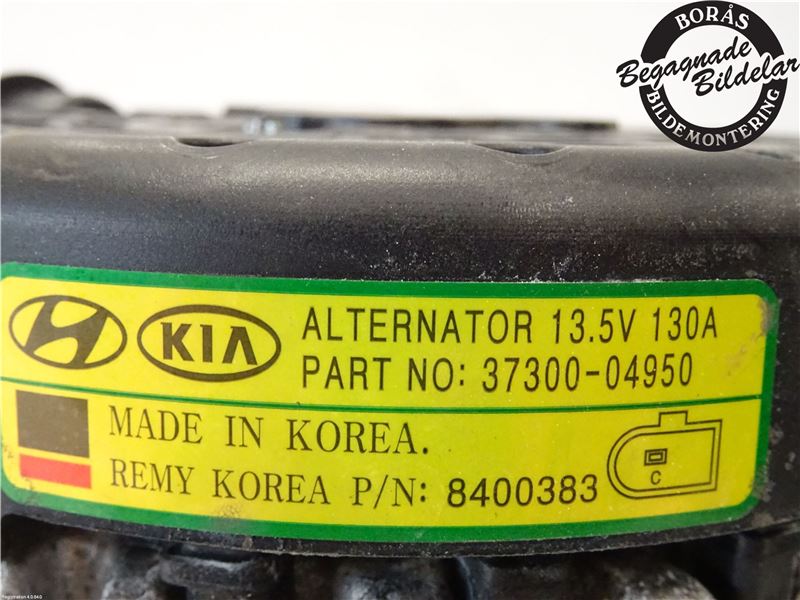 BORÅS
Begagnade
Bildelar
BILDEMONTERING
KIA
ALTERNATOR 13.5V 130A
PART NO: 37300-04950
MADE IN KOREA.
REMY KOREA P/N: 8400383
C